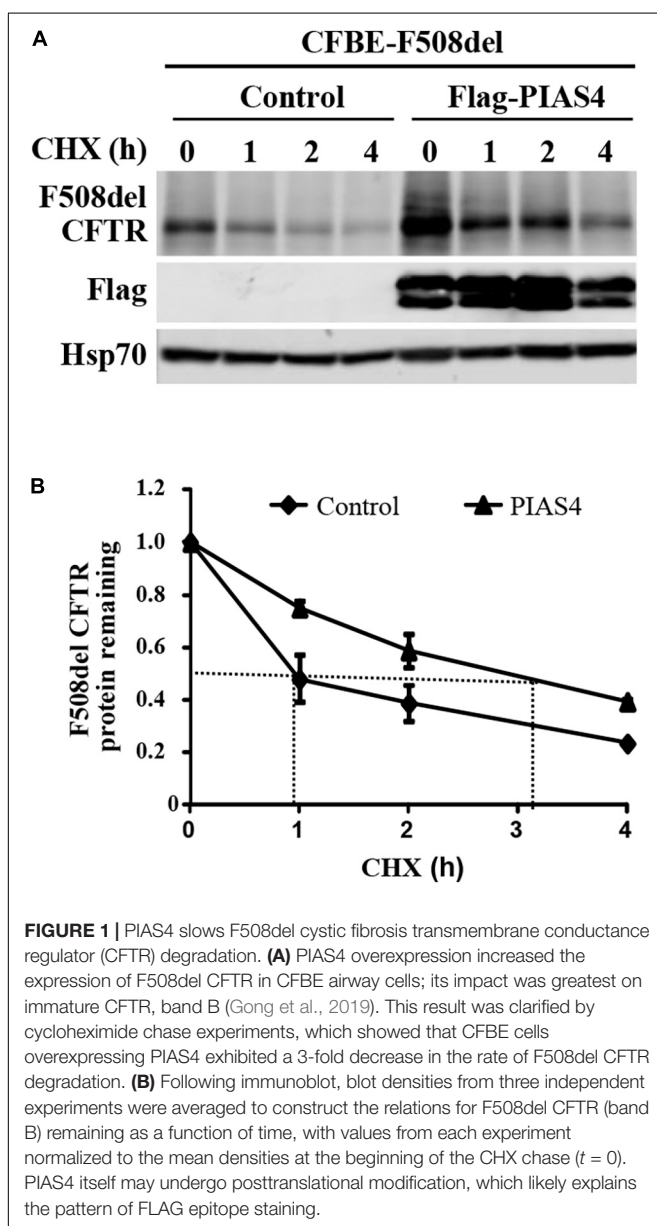 A
CFBE-F508del
Control Flag-PIAS4
CHX (h) 0 1 2 4 0 1 2 4
F508del
CFTR
Flag
Hsp70
B
1.2
1.0
0.8
0.6
0.4
0.2
0
Control PIAS4
F508del CFTR
protein remaining
0 1 2 3 4
CHX (h)
FIGURE 1 | PIAS4 slows F508del cystic fibrosis transmembrane conductance
regulator (CFTR) degradation. (A) PIAS4 overexpression increased the
expression of F508del CFTR in CFBE airway cells; its impact was greatest on
immature CFTR, band B (Gong et al., 2019). This result was clarified by
cycloheximide chase experiments, which showed that CFBE cells
overexpressing PIAS4 exhibited a 3-fold decrease in the rate of F508del CFTR
degradation. (B) Following immunoblot, blot densities from three independent
experiments were averaged to construct the relations for F508del CFTR (band
B) remaining as a function of time, with values from each experiment
normalized to the mean densities at the beginning of the CHX chase (t = 0).
PIAS4 itself may undergo posttranslational modification, which likely explains
the pattern of FLAG epitope staining.